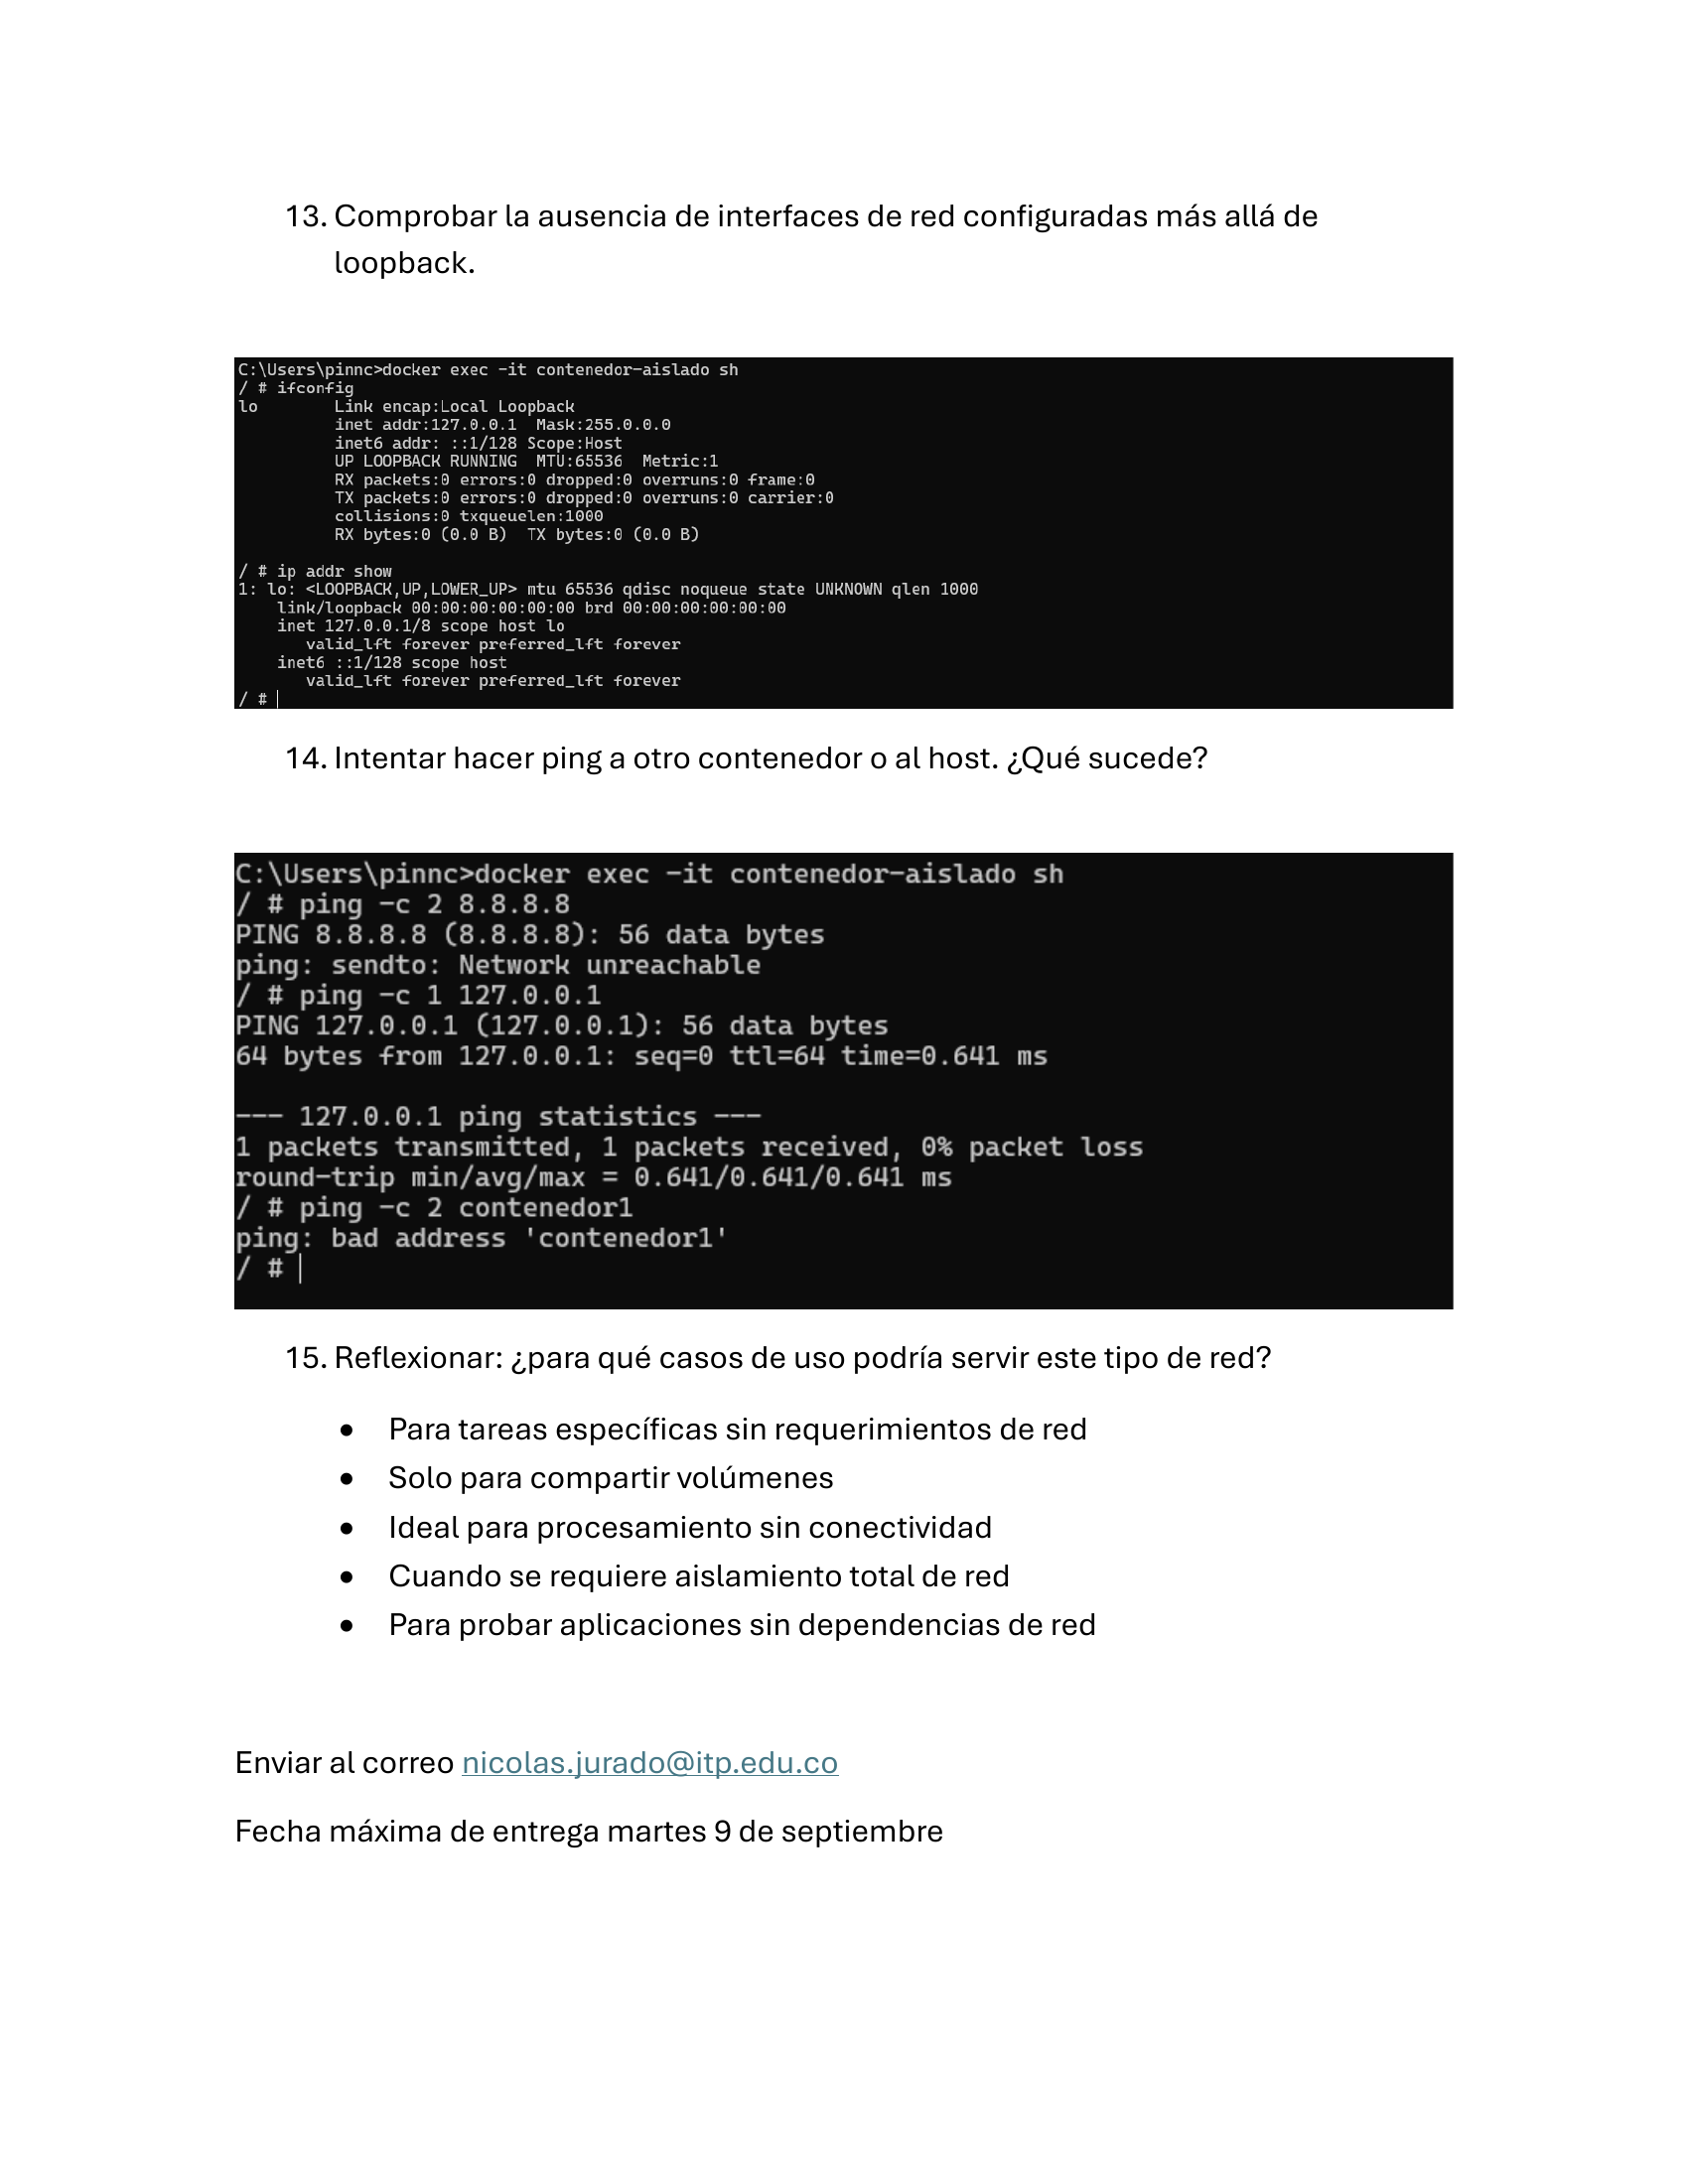 13. Comprobar la ausencia de interfaces de red configuradas más allá de
loopback.
C:\Users\pinnc>docker exec -it contenedor-aislado sh
/ # ifconfig
lo        Link encap:Local Loopback
          inet addr:127.0.0.1  Mask:255.0.0.0
          inet6 addr: ::1/128 Scope:Host
          UP LOOPBACK RUNNING  MTU:65536  Metric:1
          RX packets:0 errors:0 dropped:0 overruns:0 frame:0
          TX packets:0 errors:0 dropped:0 overruns:0 carrier:0
          collisions:0 txqueuelen:1000
          RX bytes:0 (0.0 B)  TX bytes:0 (0.0 B)
/ # ip addr show
1: lo: <LOOPBACK,UP,LOWER_UP> mtu 65536 qdisc noqueue state UNKNOWN qlen 1000
    link/loopback 00:00:00:00:00:00 brd 00:00:00:00:00:00
    inet 127.0.0.1/8 scope host lo
       valid_lft forever preferred_lft forever
    inet6 ::1/128 scope host
       valid_lft forever preferred_lft forever
/ #
14. Intentar hacer ping a otro contenedor o al host. ¿Qué sucede?
C:\Users\pinnc>docker exec -it contenedor-aislado sh
/ # ping -c 2 8.8.8.8
PING 8.8.8.8 (8.8.8.8): 56 data bytes
ping: sendto: Network unreachable
/ # ping -c 1 127.0.0.1
PING 127.0.0.1 (127.0.0.1): 56 data bytes
64 bytes from 127.0.0.1: seq=0 ttl=64 time=0.641 ms
--- 127.0.0.1 ping statistics ---
1 packets transmitted, 1 packets received, 0% packet loss
round-trip min/avg/max = 0.641/0.641/0.641 ms
/ # ping -c 2 contenedor1
ping: bad address 'contenedor1'
/ #
15. Reflexionar: ¿para qué casos de uso podría servir este tipo de red?
• Para tareas específicas sin requerimientos de red
• Solo para compartir volúmenes
• Ideal para procesamiento sin conectividad
• Cuando se requiere aislamiento total de red
• Para probar aplicaciones sin dependencias de red
Enviar al correo nicolas.jurado@itp.edu.co
Fecha máxima de entrega martes 9 de septiembre